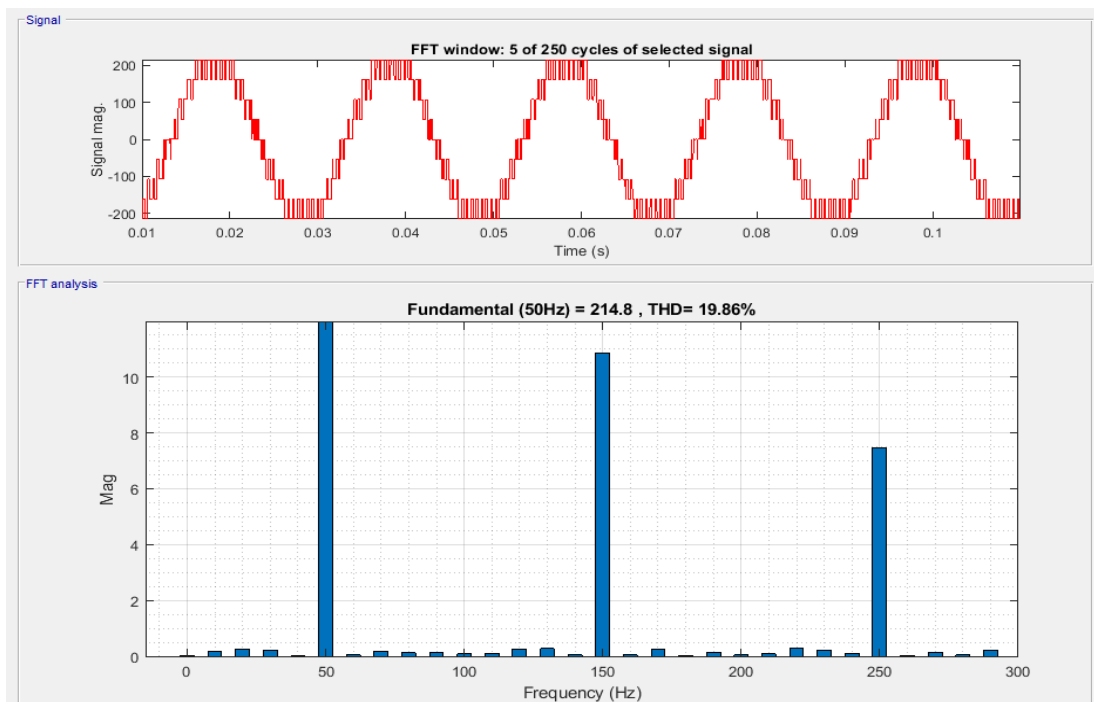 Signal
FFT window: 5 of 250 cycles of selected signal
Signal mag.
200
100
0
-100
-200
0.01 0.02 0.03 0.04 0.05 0.06 0.07 0.08 0.09 0.1
Time (s)
FFT analysis
Fundamental (50Hz) = 214.8 , THD= 19.86%
Mag
10
8
6
4
2
0
0 50 100 150 200 250 300
Frequency (Hz)